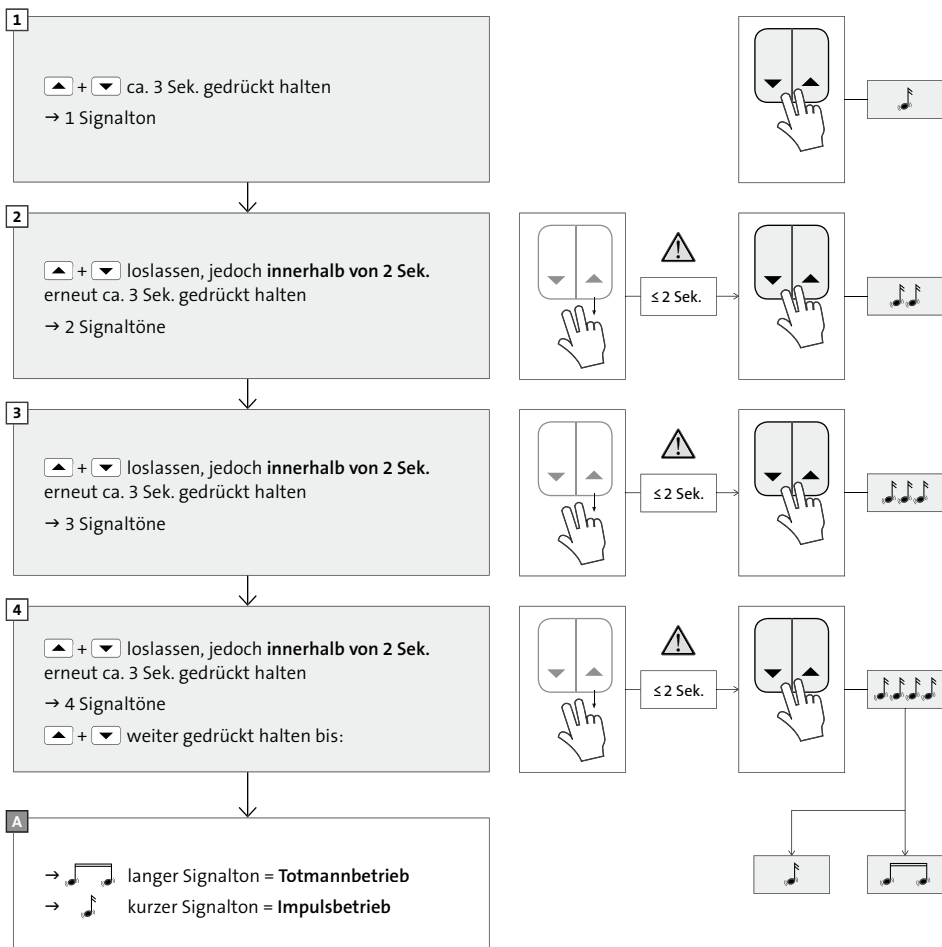 1
▲ + ▼ ca. 3 Sek. gedrückt halten
→ 1 Signalton
2
▲ + ▼ loslassen, jedoch innerhalb von 2 Sek.
erneut ca. 3 Sek. gedrückt halten
→ 2 Signaltöne
≤ 2 Sek.
3
▲ + ▼ loslassen, jedoch innerhalb von 2 Sek.
erneut ca. 3 Sek. gedrückt halten
→ 3 Signaltöne
≤ 2 Sek.
4
▲ + ▼ loslassen, jedoch innerhalb von 2 Sek.
erneut ca. 3 Sek. gedrückt halten
→ 4 Signaltöne
▲ + ▼ weiter gedrückt halten bis:
≤ 2 Sek.
A
→ langer Signalton = Totmannbetrieb
→ kurzer Signalton = Impulsbetrieb